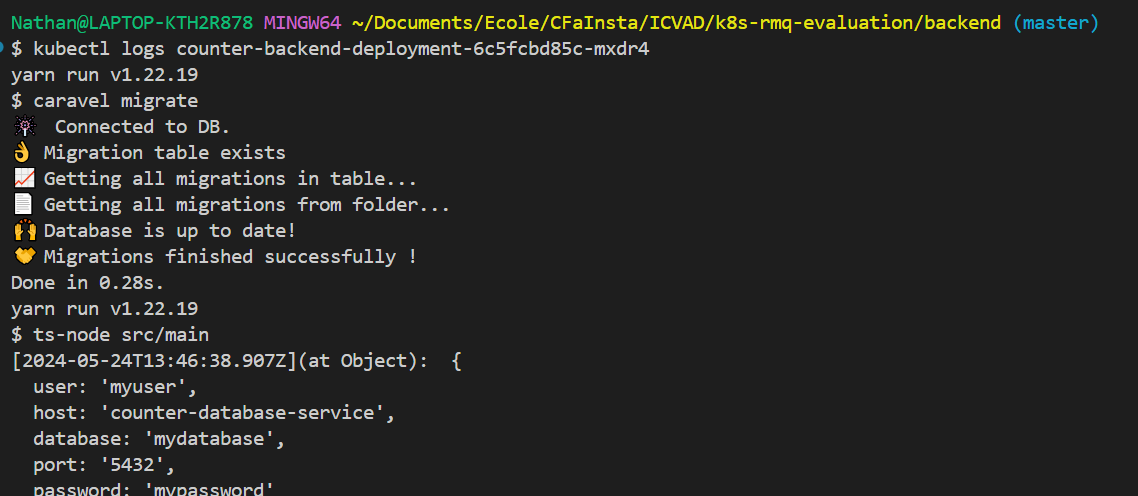 Nathan@LAPTOP-KTH2R878 MINGW64 ~/Documents/Ecole/CFaInsta/ICVAD/k8s-rmq-evaluation/backend (master)
$ kubectl logs counter-backend-deployment-6c5fcbd85c-mxdr4
yarn run v1.22.19
$ caravel migrate
Connected to DB.
👌 Migration table exists
📈 Getting all migrations in table...
📄 Getting all migrations from folder...
🙌 Database is up to date!
🤝 Migrations finished successfully !
Done in 0.28s.
yarn run v1.22.19
$ ts-node src/main
[2024-05-24T13:46:38.907Z](at Object):  {
  user: 'myuser',
  host: 'counter-database-service',
  database: 'mydatabase',
  port: '5432',
  password: 'mypassword'